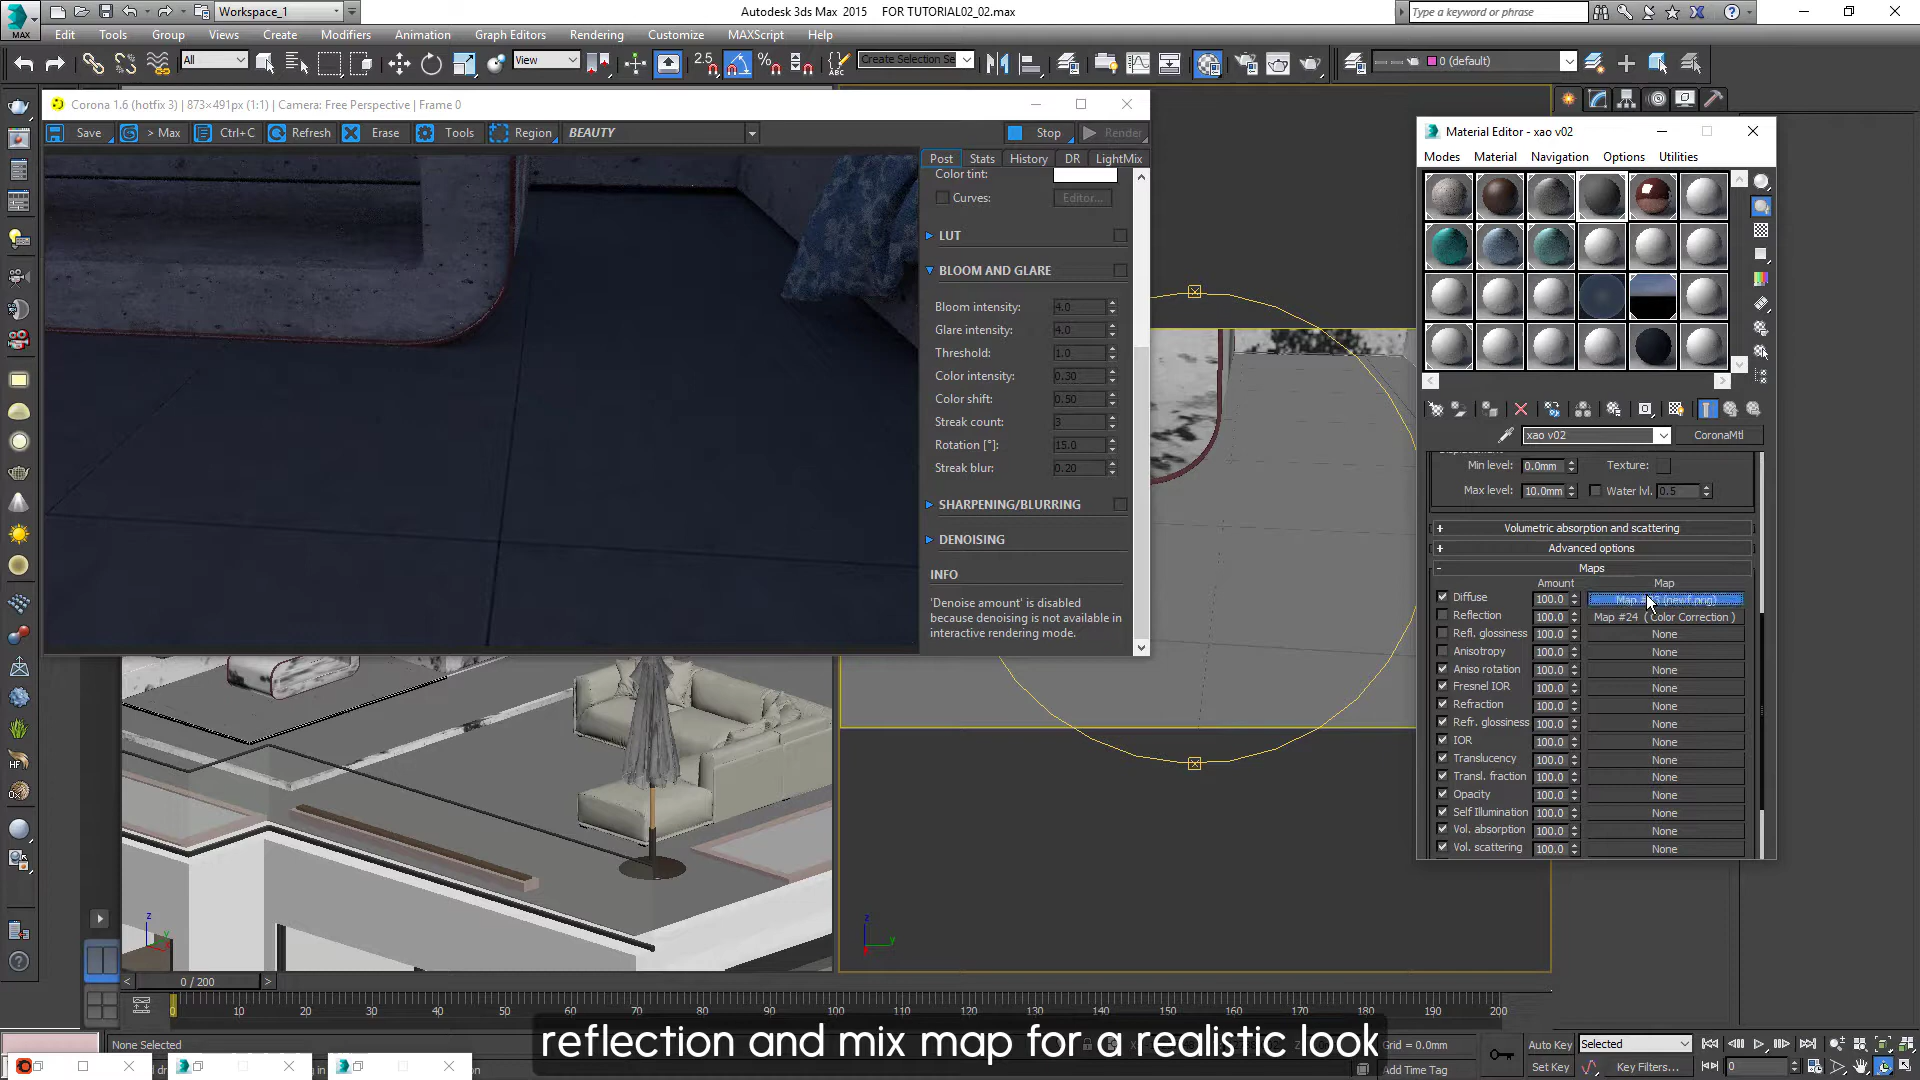 Workspace_1
Autodesk 3ds Max 2015 FOR TUTORIAL02_02.max
Type a keyword or phrase
MAX
Edit Tools Group Views Create Modifiers Animation Graph Editors Rendering Customize MAXScript Help
All
View
2.5
Create Selection Se
0 (default)
Corona 1.6 (hotfix 3) | 873×491px (1:1) | Camera: Free Perspective | Frame 0
Save > Max Ctrl+C Refresh Erase Tools Region BEAUTY Stop Render
Post Stats History DR LightMix
Color tint:
Curves: Editor...
LUT
BLOOM AND GLARE
Bloom intensity: 4.0
Glare intensity: 4.0
Threshold: 1.0
Color intensity: 0.30
Color shift: 0.50
Streak count: 3
Rotation [°]: 15.0
Streak blur: 0.20
SHARPENING/BLURRING
DENOISING
INFO
'Denoise amount' is disabled
because denoising is not available in
interactive rendering mode.
Material Editor - xao v02
Modes Material Navigation Options Utilities
xao v02 CoronaMtl
Min level: 0.0mm Texture:
Max level: 10.0mm Water lvl. 0.5
+ Volumetric absorption and scattering
+ Advanced options
- Maps
Amount Map
Diffuse 100.0
Reflection 100.0 Map #24 ( Color Correction )
Refl. glossiness 100.0 None
Anisotropy 100.0 None
Aniso rotation 100.0 None
Fresnel IOR 100.0 None
Refraction 100.0 None
Refr. glossiness 100.0 None
IOR 100.0 None
Translucency 100.0 None
Transl. fraction 100.0 None
Opacity 100.0 None
Self Illumination 100.0 None
Vol. absorption 100.0 None
Vol. scattering 100.0 None
HF
z
y
z
y
< 0 / 200 >
0 10 20 30 40 50 60 70 80 90 100 110 120 130 140 150 160 170 180 190 200
reflection and mix map for a realistic look
None Selected
Grid = 0.0mm
Add Time Tag
Auto Key Selected
Set Key Key Filters...
0